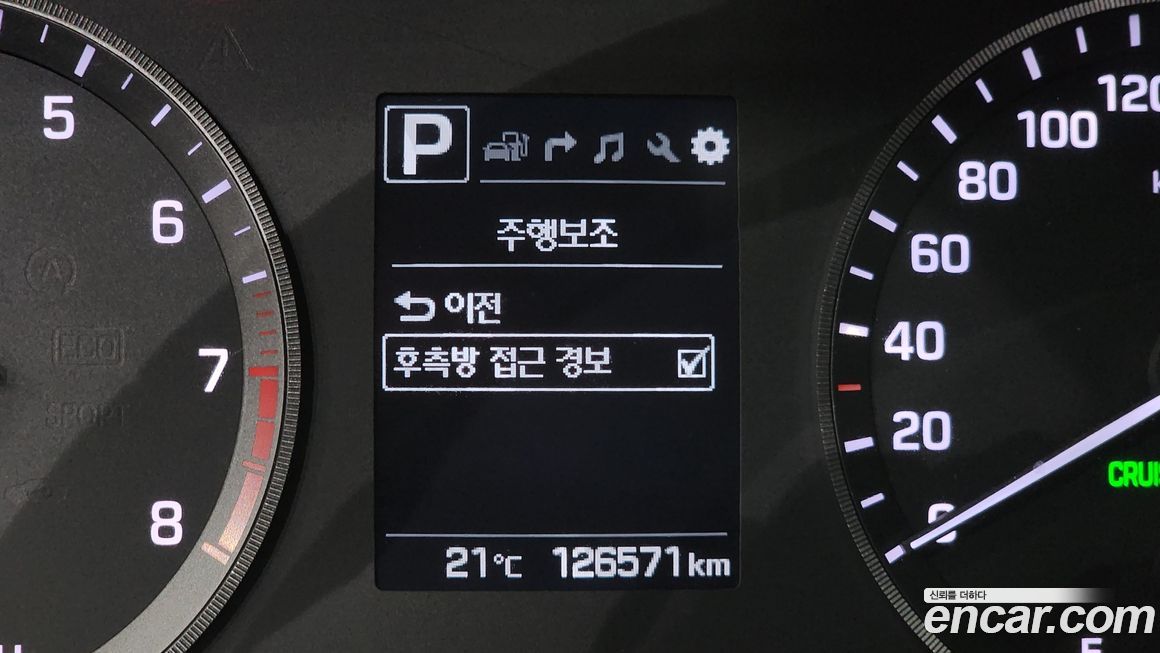 5
6
7
8
P
주행보조
이전
후측방 접근 경보
21°C 126571km
120
100
80
60
40
20
0
ECO
SPORT
A
신뢰를 더하다
encar.com